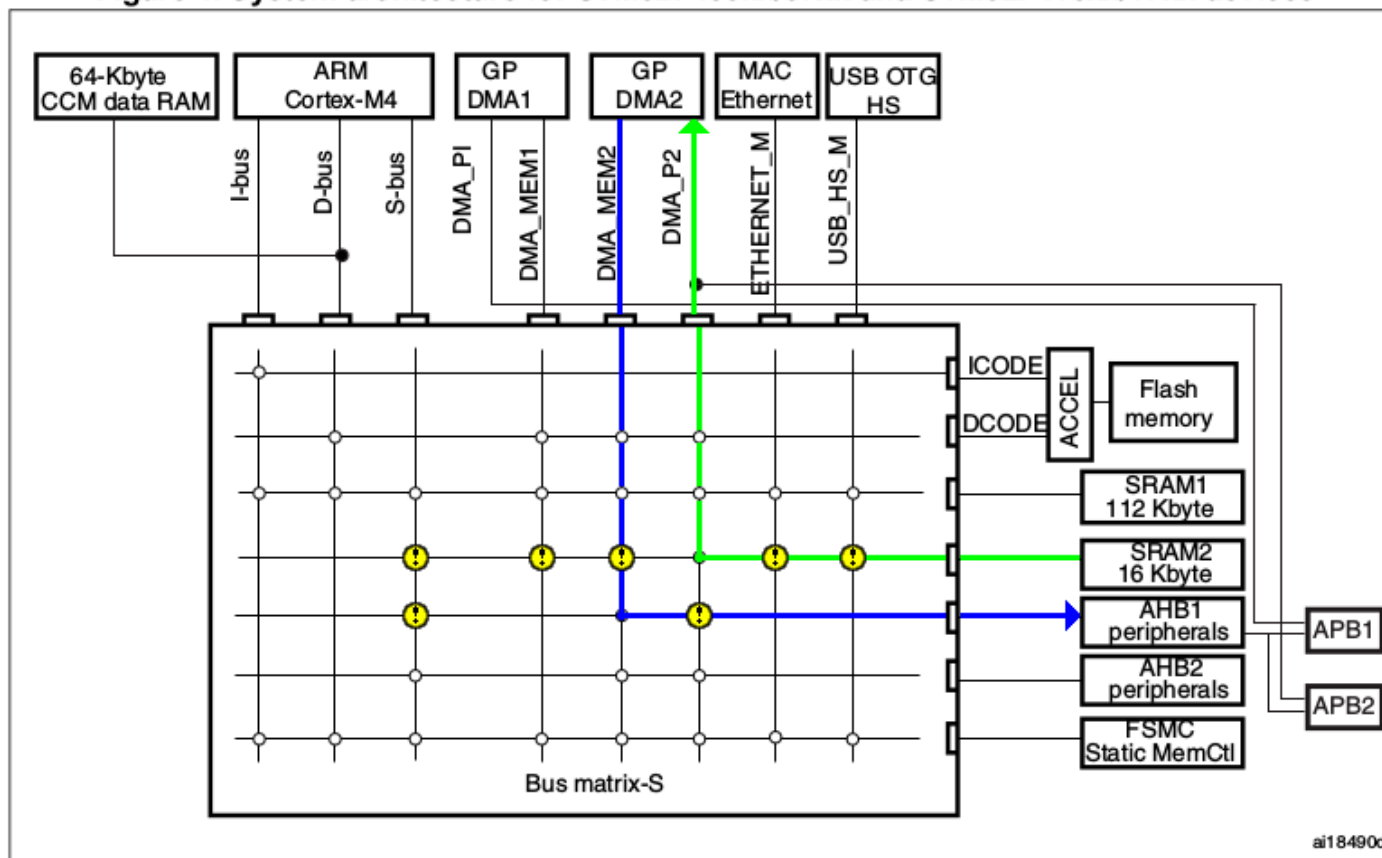 64-Kbyte
CCM data RAM
ARM
Cortex-M4
GP
DMA1
GP
DMA2
MAC
Ethernet
USB OTG
HS
I-bus
D-bus
S-bus
DMA_PI
DMA_MEM1
DMA_MEM2
DMA_P2
ETHERNET_M
USB_HS_M
ICODE
DCODE
ACCEL
Flash
memory
SRAM1
112 Kbyte
SRAM2
16 Kbyte
AHB1
peripherals
APB1
AHB2
peripherals
APB2
FSMC
Static MemCtl
Bus matrix-S
ai18490c